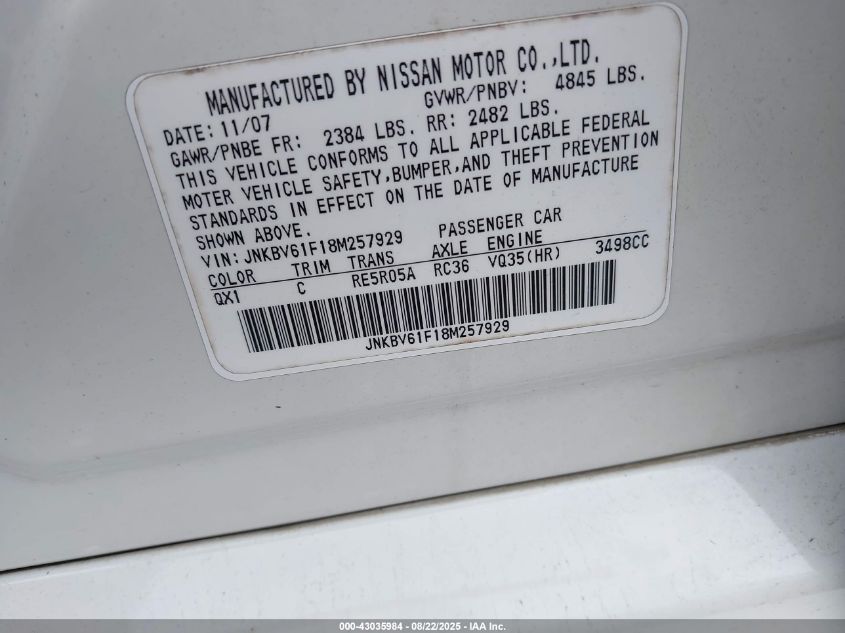 MANUFACTURED BY NISSAN MOTOR CO.,LTD.
DATE: 11/07 GVWR/PNBV: 4845 LBS.
GAWR/PNBE FR: 2384 LBS. RR: 2482 LBS.
THIS VEHICLE CONFORMS TO ALL APPLICABLE FEDERAL
MOTER VEHICLE SAFETY,BUMPER,AND THEFT PREVENTION
STANDARDS IN EFFECT ON THE DATE OF MANUFACTURE
SHOWN ABOVE.
VIN: JNKBV61F18M257929 PASSENGER CAR
COLOR TRIM TRANS AXLE ENGINE
QX1 C RE5R05A RC36 VQ35(HR) 3498CC
JNKBV61F18M257929
000-43035984 - 08/22/2025 - IAA Inc.